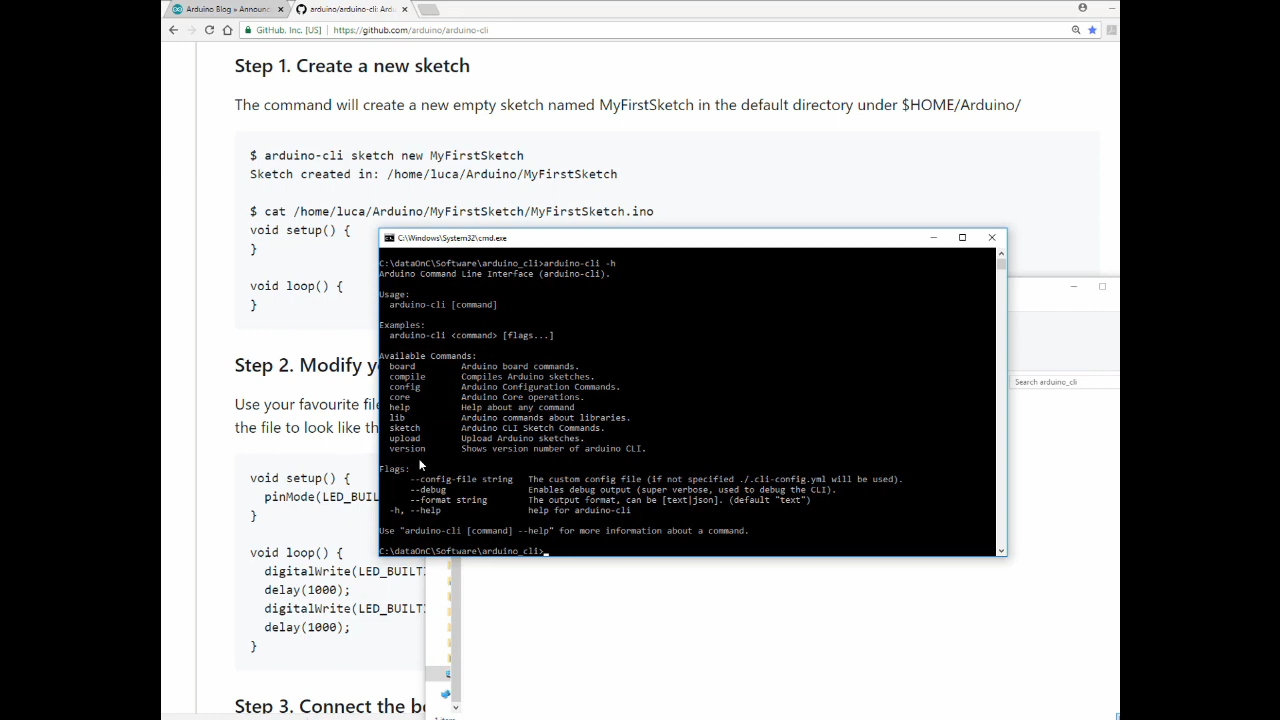 Arduino Blog » Announc
arduino/arduino-cli: Ard
GitHub, Inc. [US]
https://github.com/arduino/arduino-cli
Step 1. Create a new sketch
The command will create a new empty sketch named MyFirstSketch in the default directory under $HOME/Arduino/
$ arduino-cli sketch new MyFirstSketch
Sketch created in: /home/luca/Arduino/MyFirstSketch
$ cat /home/luca/Arduino/MyFirstSketch/MyFirstSketch.ino
void setup() {
}
void loop() {
}
C:\Windows\System32\cmd.exe
C:\dataOnC\Software\arduino_cli>arduino-cli -h
Arduino Command Line Interface (arduino-cli).
Usage:
arduino-cli [command]
Examples:
arduino-cli <command> [flags...]
Available Commands:
board Arduino board commands.
compile Compiles Arduino sketches.
config Arduino Configuration Commands.
core Arduino Core operations.
help Help about any command
lib Arduino commands about libraries.
sketch Arduino CLI Sketch Commands.
upload Upload Arduino sketches.
version Shows version number of arduino CLI.
Flags:
--config-file string The custom config file (if not specified ./.cli-config.yml will be used).
--debug Enables debug output (super verbose, used to debug the CLI).
--format string The output format, can be [text|json]. (default "text")
-h, --help help for arduino-cli
Use "arduino-cli [command] --help" for more information about a command.
C:\dataOnC\Software\arduino_cli>_
Search arduino_cli
Step 2. Modify y
Use your favourite file
the file to look like th
void setup() {
pinMode(LED_BUIL
}
void loop() {
digitalWrite(LED_BUILTI
delay(1000);
digitalWrite(LED_BUILTI
delay(1000);
}
Step 3. Connect the bo